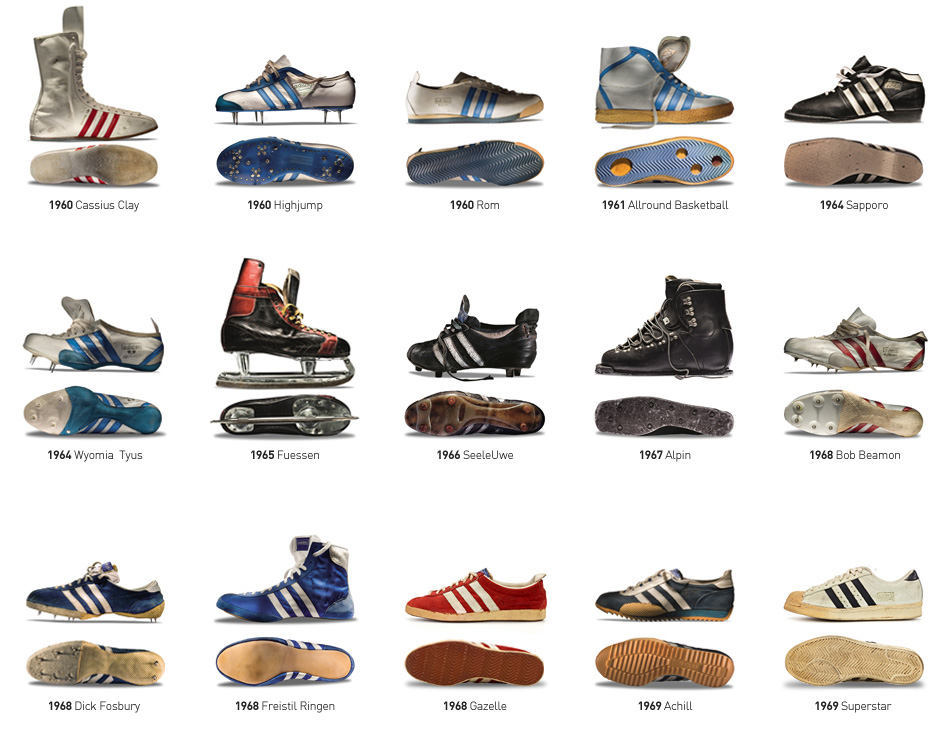 1960 Cassius Clay
1960 Highjump
1960 Rom
1961 Allround Basketball
1964 Sapporo
1964 Wyomia Tyus
1965 Fuessen
1966 SeeleUwe
1967 Alpin
1968 Bob Beamon
1968 Dick Fosbury
1968 Freistil Ringen
1968 Gazelle
1969 Achill
1969 Superstar